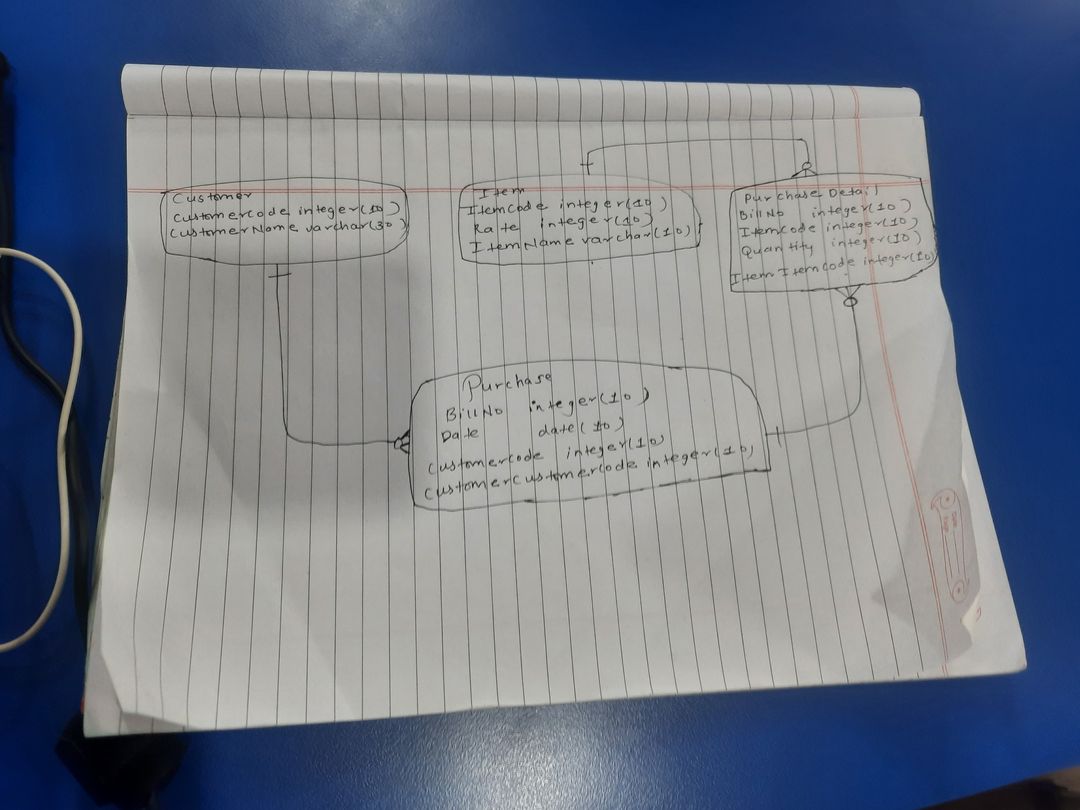 Customer
Customercode integer(10)
CustomerName varchar(30)
Item
ItemCode integer(10)
Rate integer(10)
ItemName varchar(10)
Purchase Detail
BillNo integer(10)
Itemcode integer(10)
Quantity integer(10)
Item Itemcode integer(10)
Purchase
BillNo integer(10)
Date date(10)
Customercode integer(10)
CustomerCustomerCode integer(10)